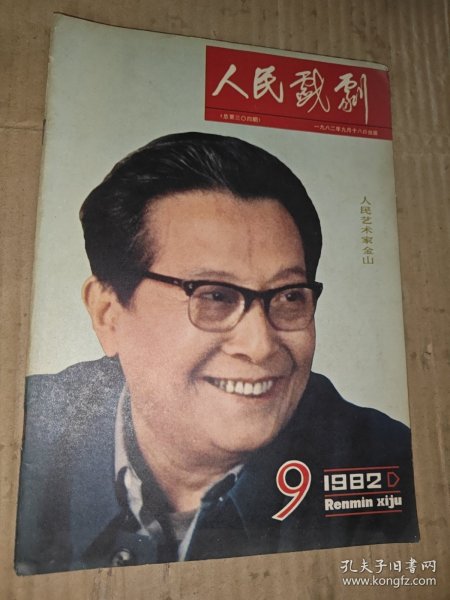 人民戏剧
(总第三〇四期)
一九八二年九月十八日出版
人民艺术家金山
9
1982
Renmin xiju
孔夫子旧书网
www.kongfz.com